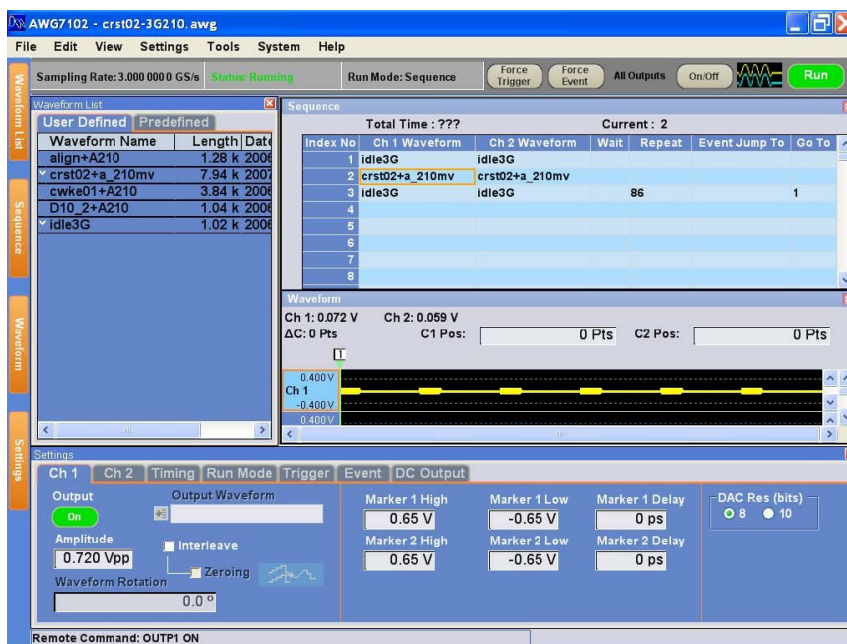 AWG7102 - crst02-3G210.awg
File Edit View Settings Tools System Help
Sampling Rate:3.000 000 0 GS/s Status: Running Run Mode: Sequence Force Trigger Force Event All Outputs On/Off Run
Waveform List
Sequence
Waveform
Settings
Waveform List
User Defined Predefined
Waveform Name Length Date
align+A210 1.28 k 2006
crst02+a_210mv 7.94 k 2007
cwke01+A210 3.84 k 2006
D10_2+A210 1.04 k 2006
idle3G 1.02 k 2006
Sequence
Total Time : ??? Current : 2
Index No Ch 1 Waveform Ch 2 Waveform Wait Repeat Event Jump To Go To
1 idle3G idle3G
2 crst02+a_210mv crst02+a_210mv
3 idle3G idle3G 86 1
4
5
6
7
8
Waveform
Ch 1: 0.072 V Ch 2: 0.059 V
ΔC: 0 Pts C1 Pos: 0 Pts C2 Pos: 0 Pts
1
0.400 V
Ch 1
-0.400 V
0.400 V
Settings
Ch 1 Ch 2 Timing Run Mode Trigger Event DC Output
Output
On
Output Waveform
Amplitude
0.720 Vpp
Interleave
Zeroing
Waveform Rotation
0.0 °
Marker 1 High Marker 1 Low Marker 1 Delay
0.65 V -0.65 V 0 ps
Marker 2 High Marker 2 Low Marker 2 Delay
0.65 V -0.65 V 0 ps
DAC Res (bits)
8 10
Remote Command: OUTP1 ON